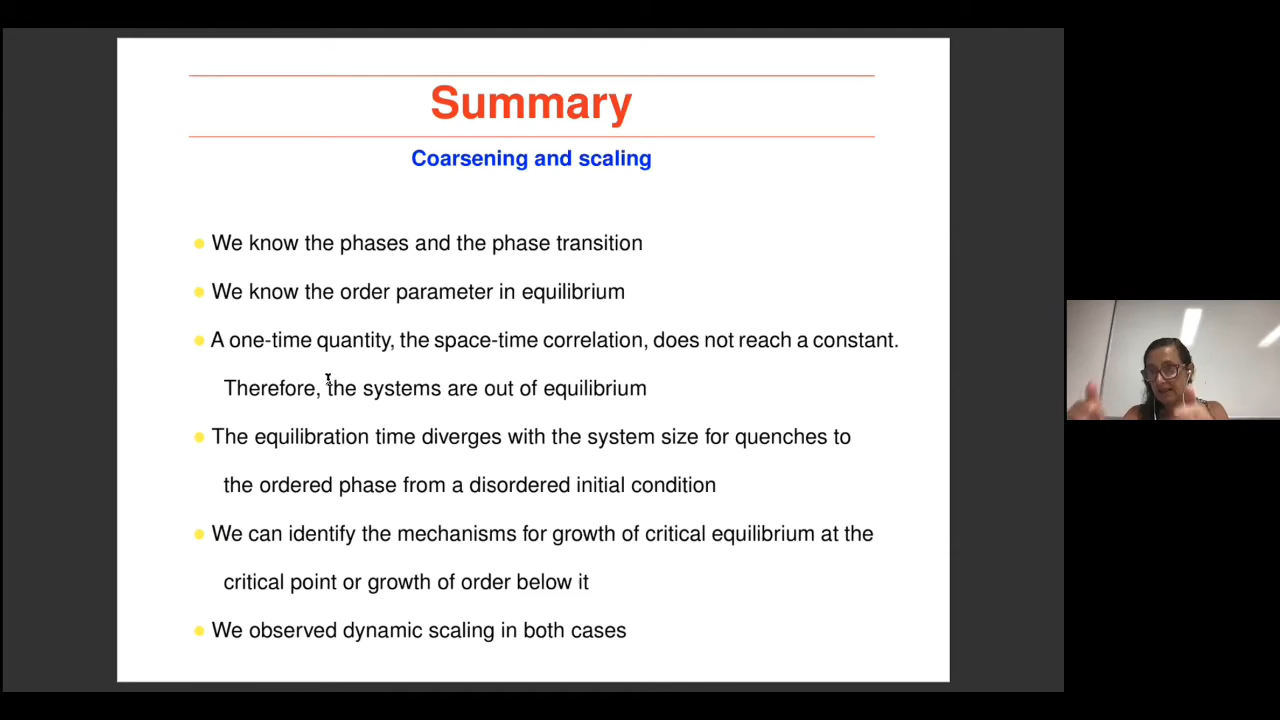 Summary
Coarsening and scaling
We know the phases and the phase transition
We know the order parameter in equilibrium
A one-time quantity, the space-time correlation, does not reach a constant.
Therefore, the systems are out of equilibrium
The equilibration time diverges with the system size for quenches to
the ordered phase from a disordered initial condition
We can identify the mechanisms for growth of critical equilibrium at the
critical point or growth of order below it
We observed dynamic scaling in both cases